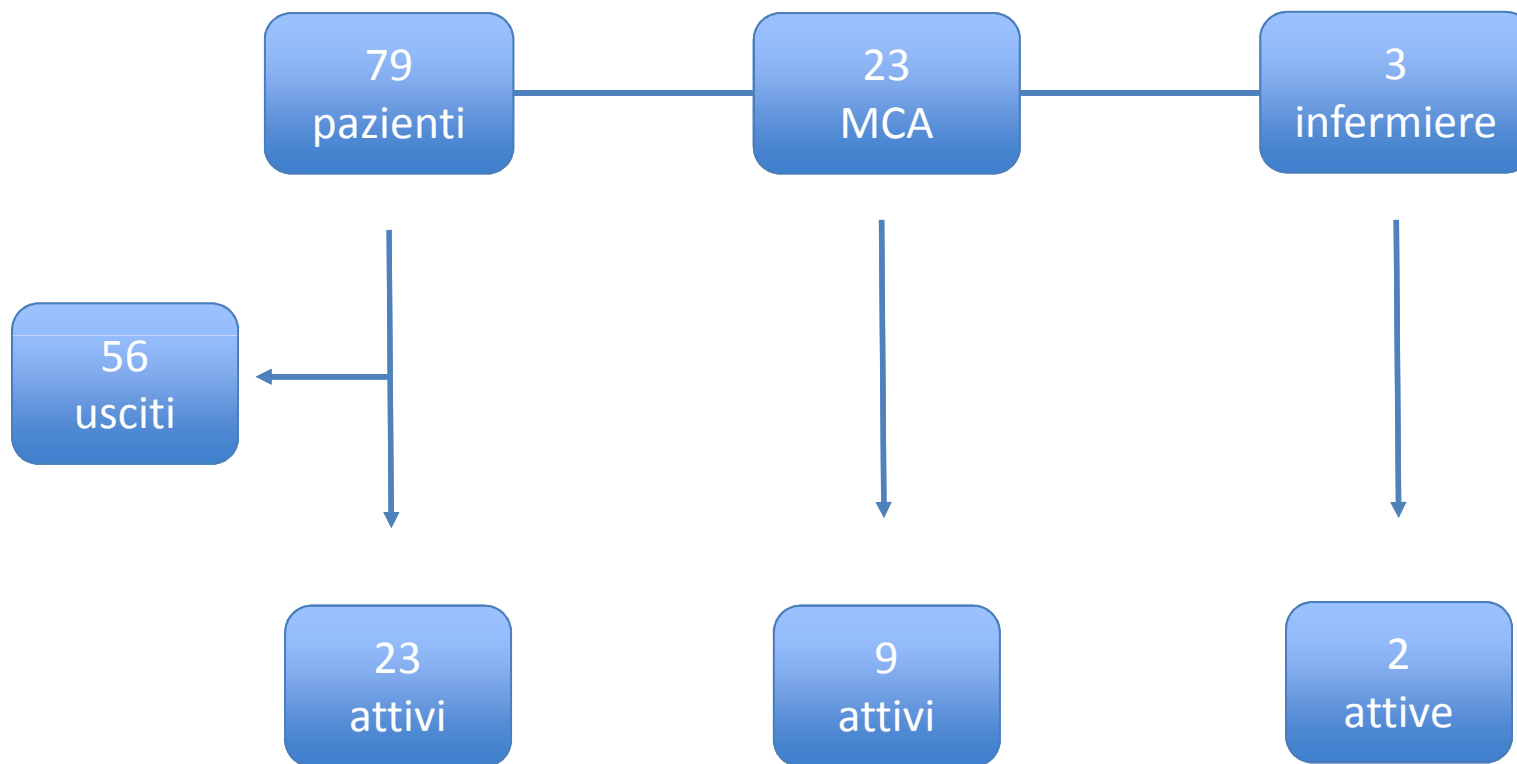 79
pazienti
23
MCA
3
infermiere
56
usciti
23
attivi
9
attivi
2
attive